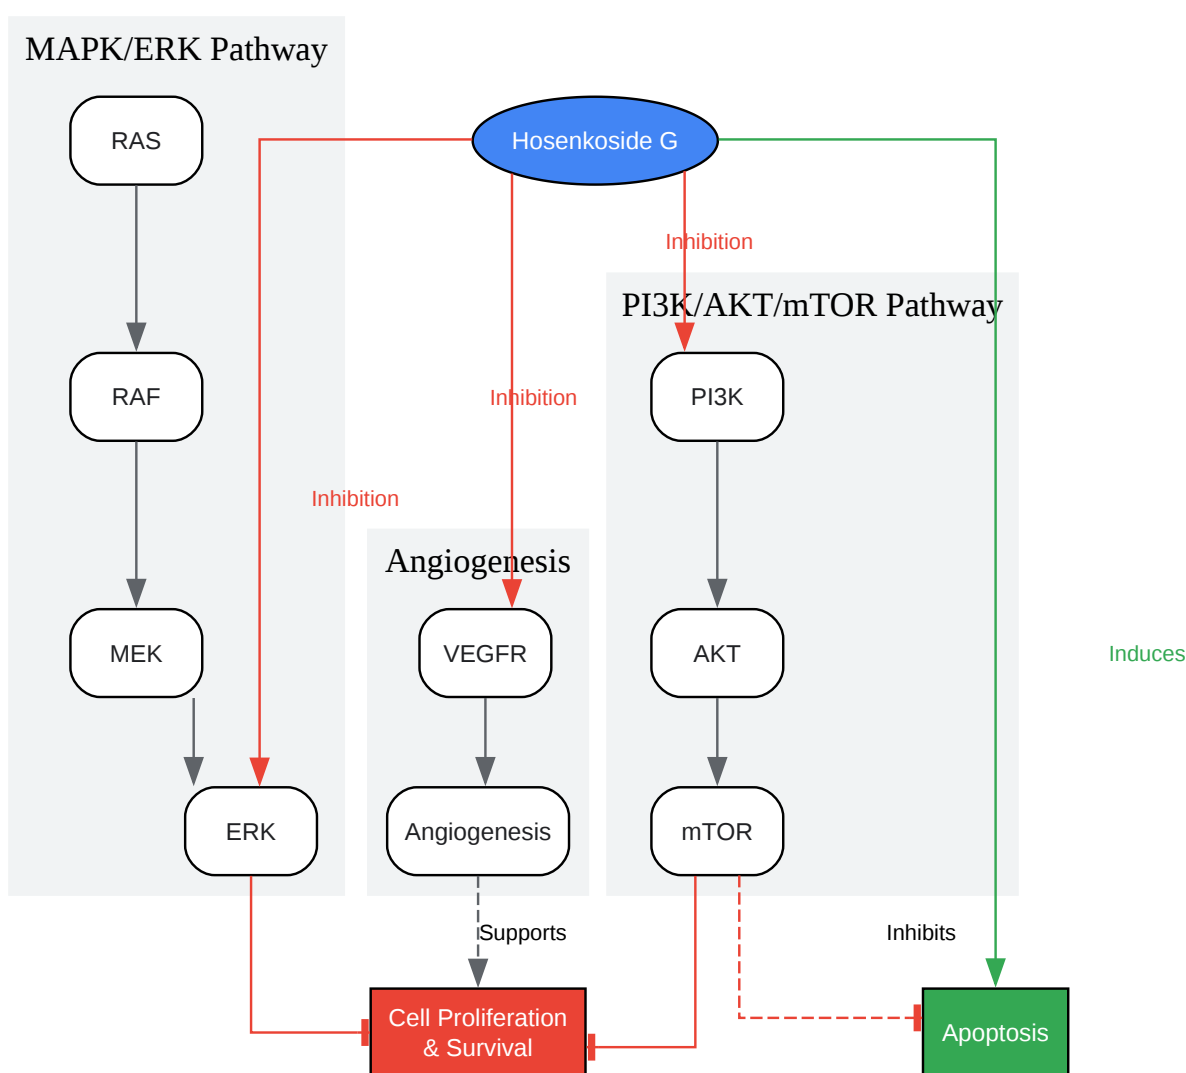 MAPK/ERK Pathway
RAS
Hosenkoside G
Inhibition
PI3K/AKT/mTOR Pathway
RAF
Inhibition
PI3K
Inhibition
Angiogenesis
MEK
VEGFR
AKT
Induces
ERK
Angiogenesis
mTOR
Supports
Inhibits
Cell Proliferation
& Survival
Apoptosis